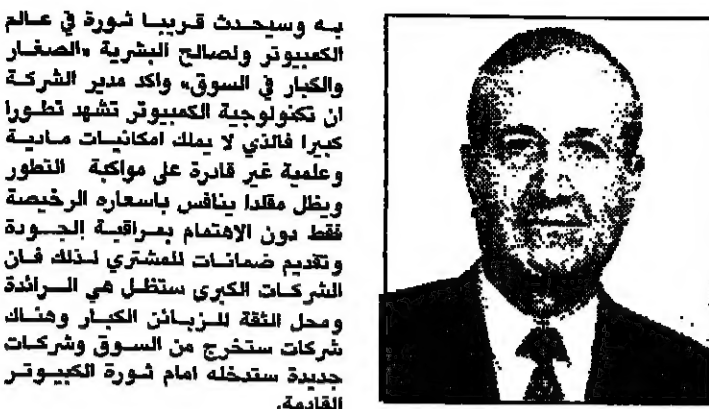 به وسيحدث قريبا ثورة في عالم
الكمبيوتر ولصالح البشرية «الصغار
والكبار في السوق» واكد مدير الشركة
ان تكنولوجية الكمبيوتر تشهد تطورا
كبيرا فالذي لا يملك امكانيات مادية
وعلمية غير قادرة على مواكبة التطور
ويظل مقلدا ينافس باسعاره الرخيصة
فقط دون الاهتمام بمراقبة الجودة
وتقديم ضمانات للمشتري لذلك فان
الشركات الكبرى ستظل هي الرائدة
ومحل الثقة للزبائن الكبار وهناك
شركات ستخرج من السوق وشركات
جديدة ستدخله امام ثورة الكبيوتر
القادمة.